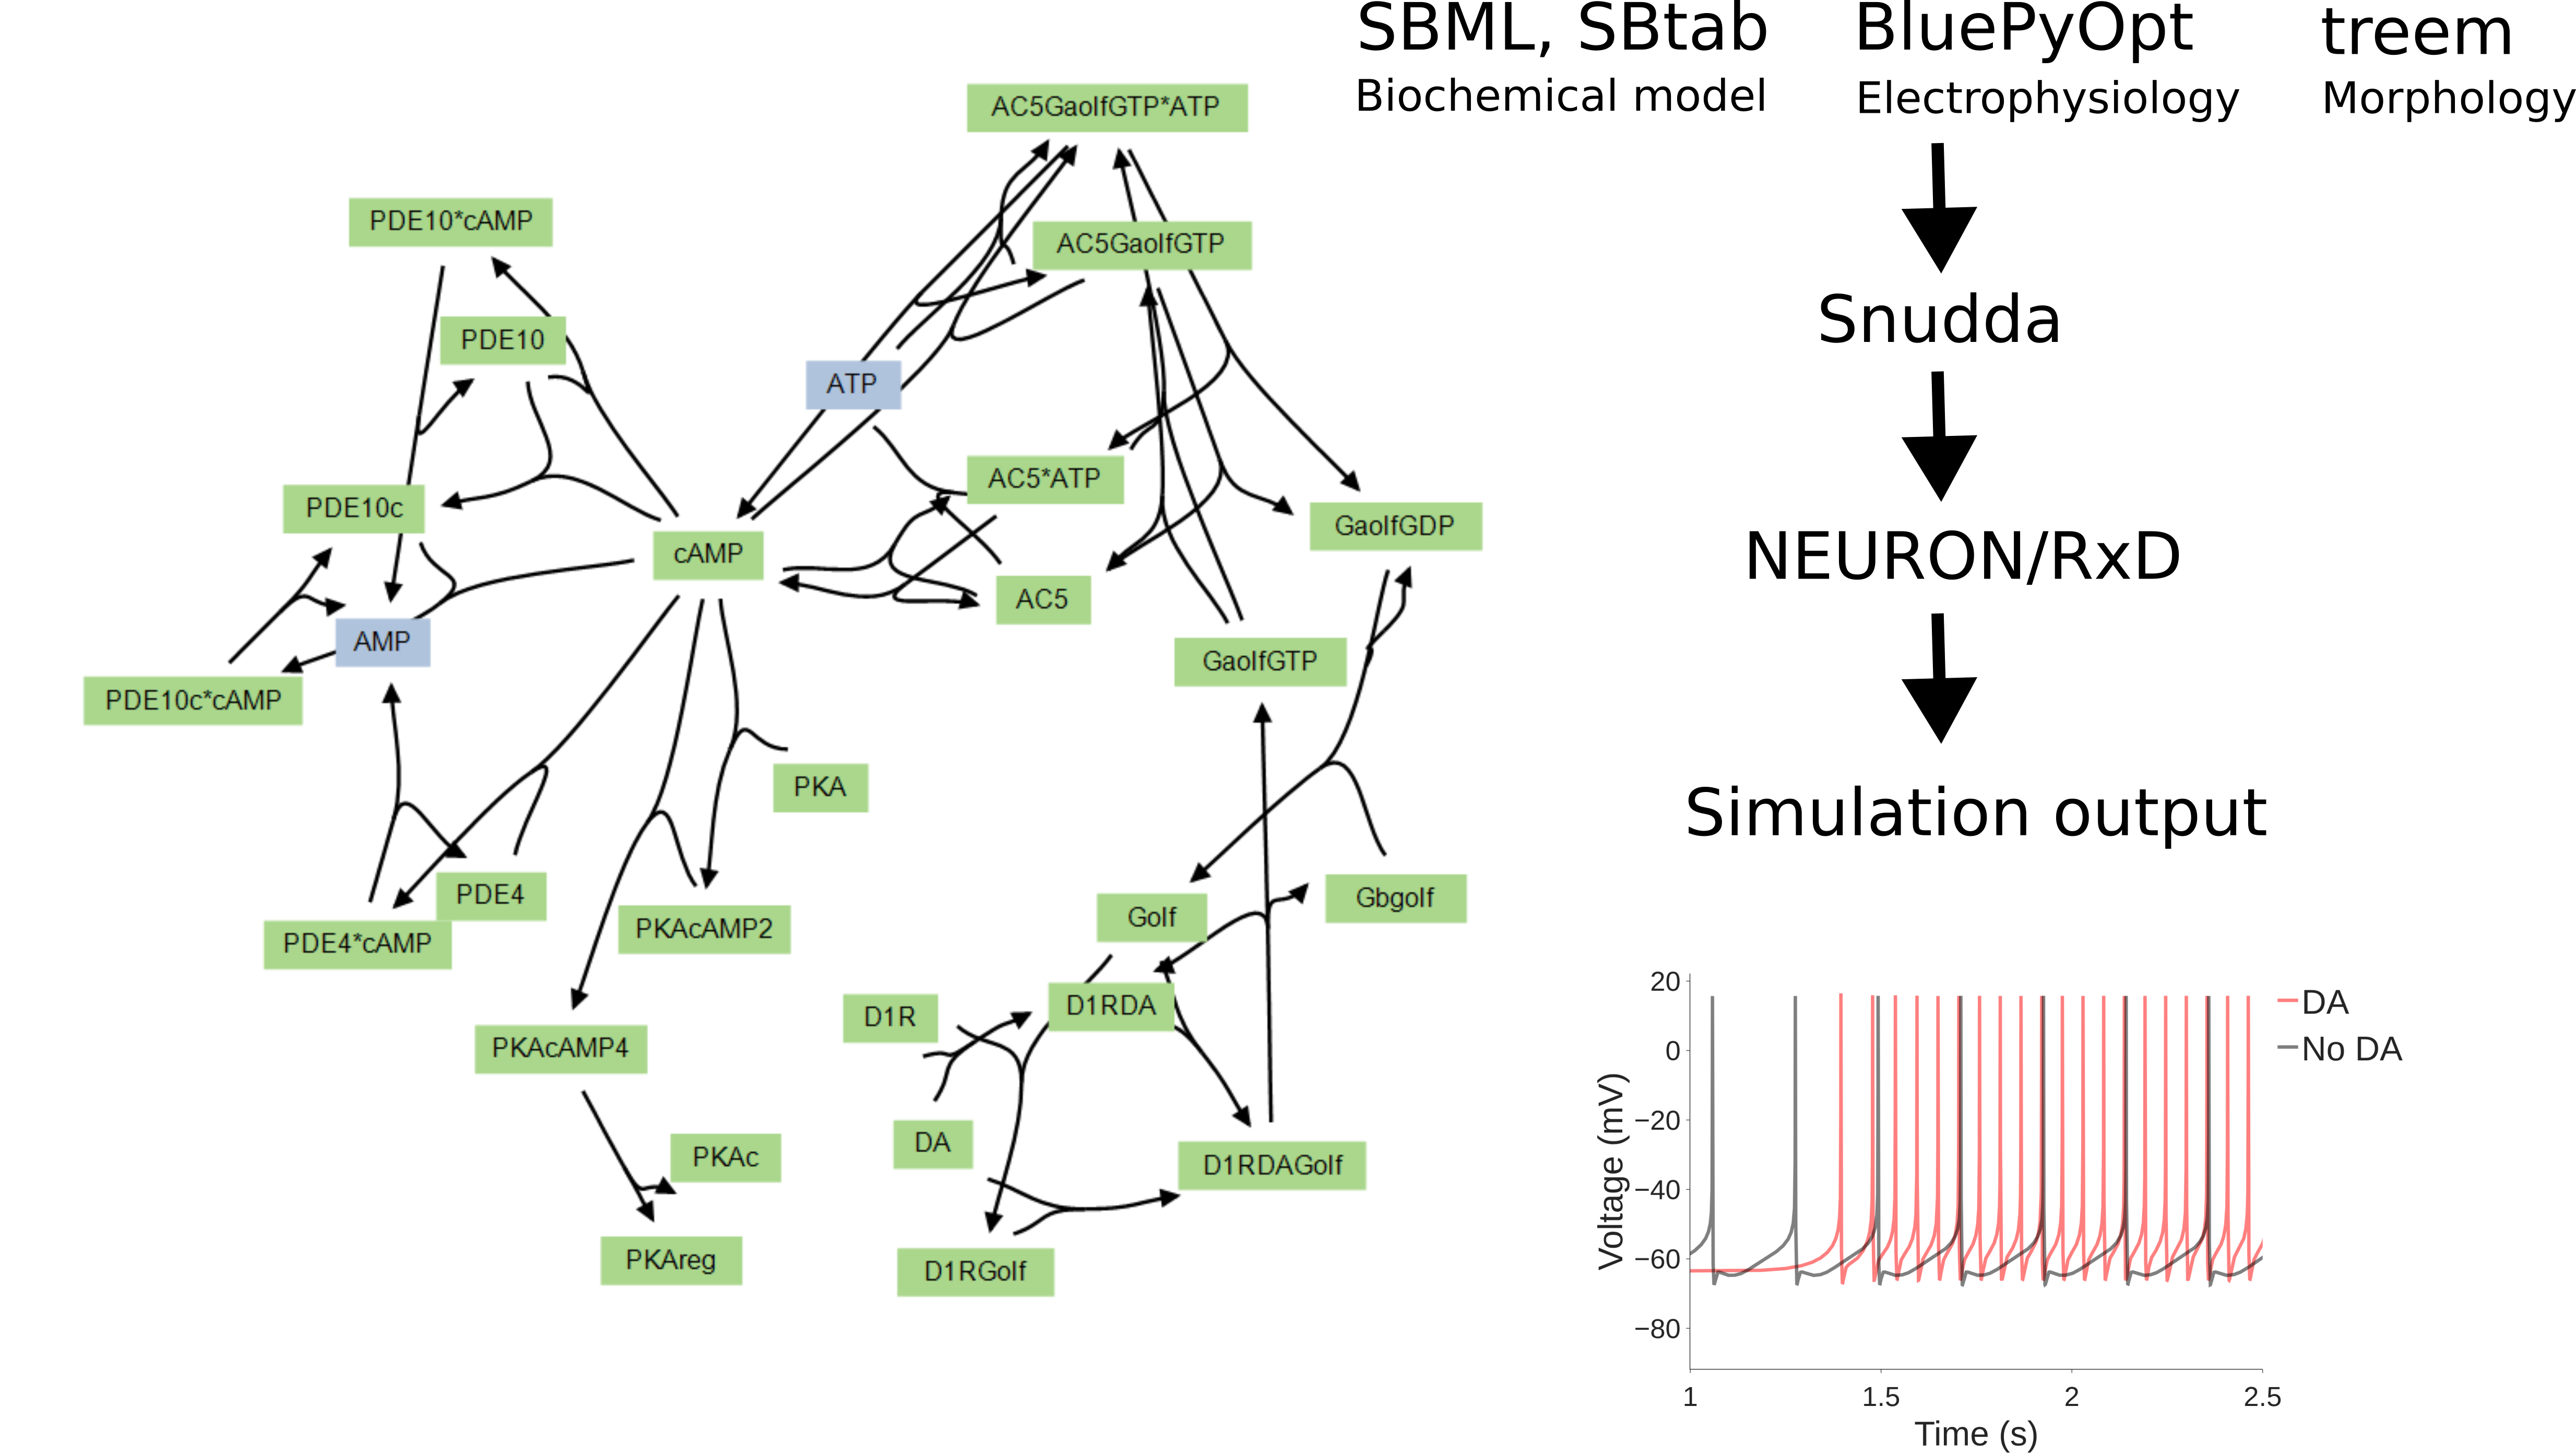 SBML, SBtab
Biochemical model
BluePyOpt
Electrophysiology
treem
Morphology
Snudda
NEURON/RxD
Simulation output
AC5GaolfGTP*ATP
PDE10*cAMP
AC5GaolfGTP
PDE10
ATP
AC5*ATP
PDE10c
GaolfGDP
cAMP
AC5
AMP
GaolfGTP
PDE10c*cAMP
PKA
PDE4
Gbgolf
Golf
PKAcAMP2
PDE4*cAMP
D1RDA
D1R
PKAcAMP4
DA
PKAc
D1RDAGolf
PKAreg
D1RGolf
20
0
−20
−40
−60
−80
Voltage (mV)
1
1.5
2
2.5
Time (s)
DA
No DA